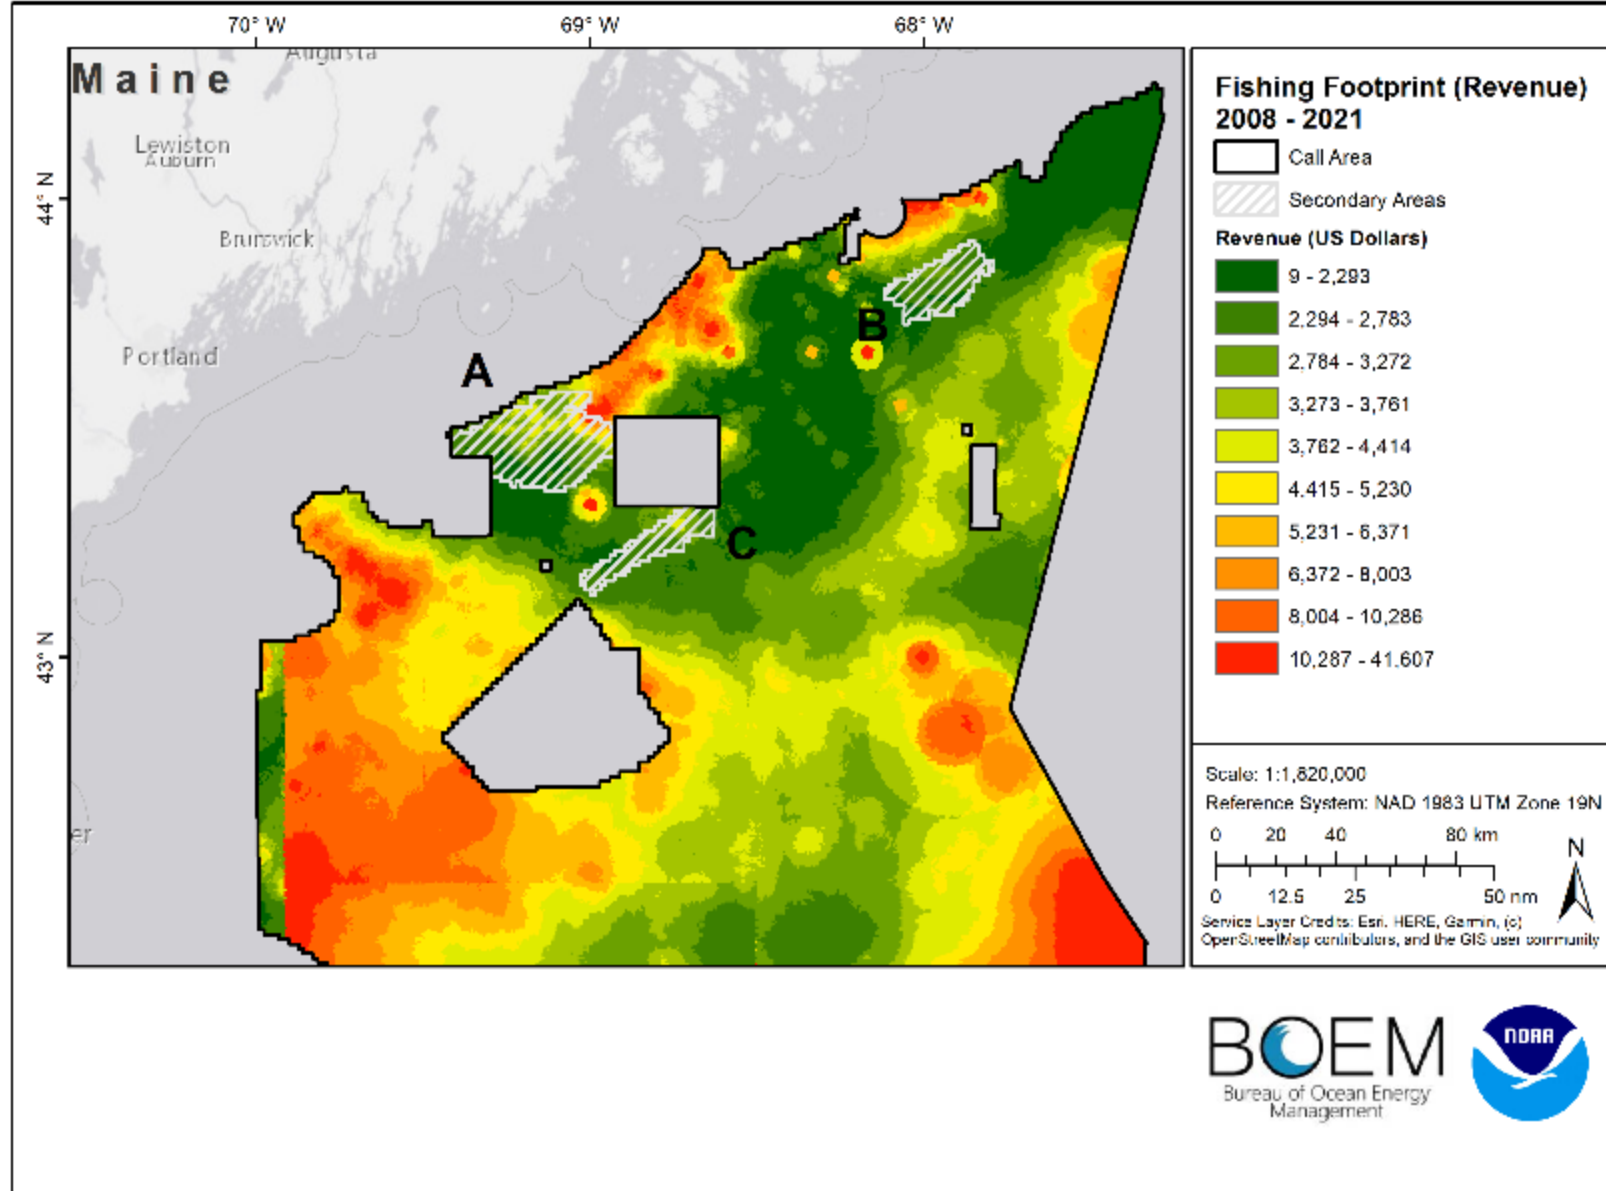 70° W 69° W 68° W
Augusta
Maine
Lewiston
Auburn
44° N
Brunswick
Portland
A
B
C
43° N
er
Fishing Footprint (Revenue)
2008 - 2021
Call Area
Secondary Areas
Revenue (US Dollars)
9 - 2,293
2,294 - 2,783
2,784 - 3,272
3,273 - 3,761
3,762 - 4,414
4,415 - 5,230
5,231 - 6,371
6,372 - 8,003
8,004 - 10,286
10,287 - 41,607
Scale: 1:1,820,000
Reference System: NAD 1983 UTM Zone 19N
0 20 40 80 km
N
0 12.5 25 50 nm
Service Layer Credits: Esri, HERE, Garmin, (c)
OpenStreetMap contributors, and the GIS user community
BOEM
Bureau of Ocean Energy
Management
NOAA